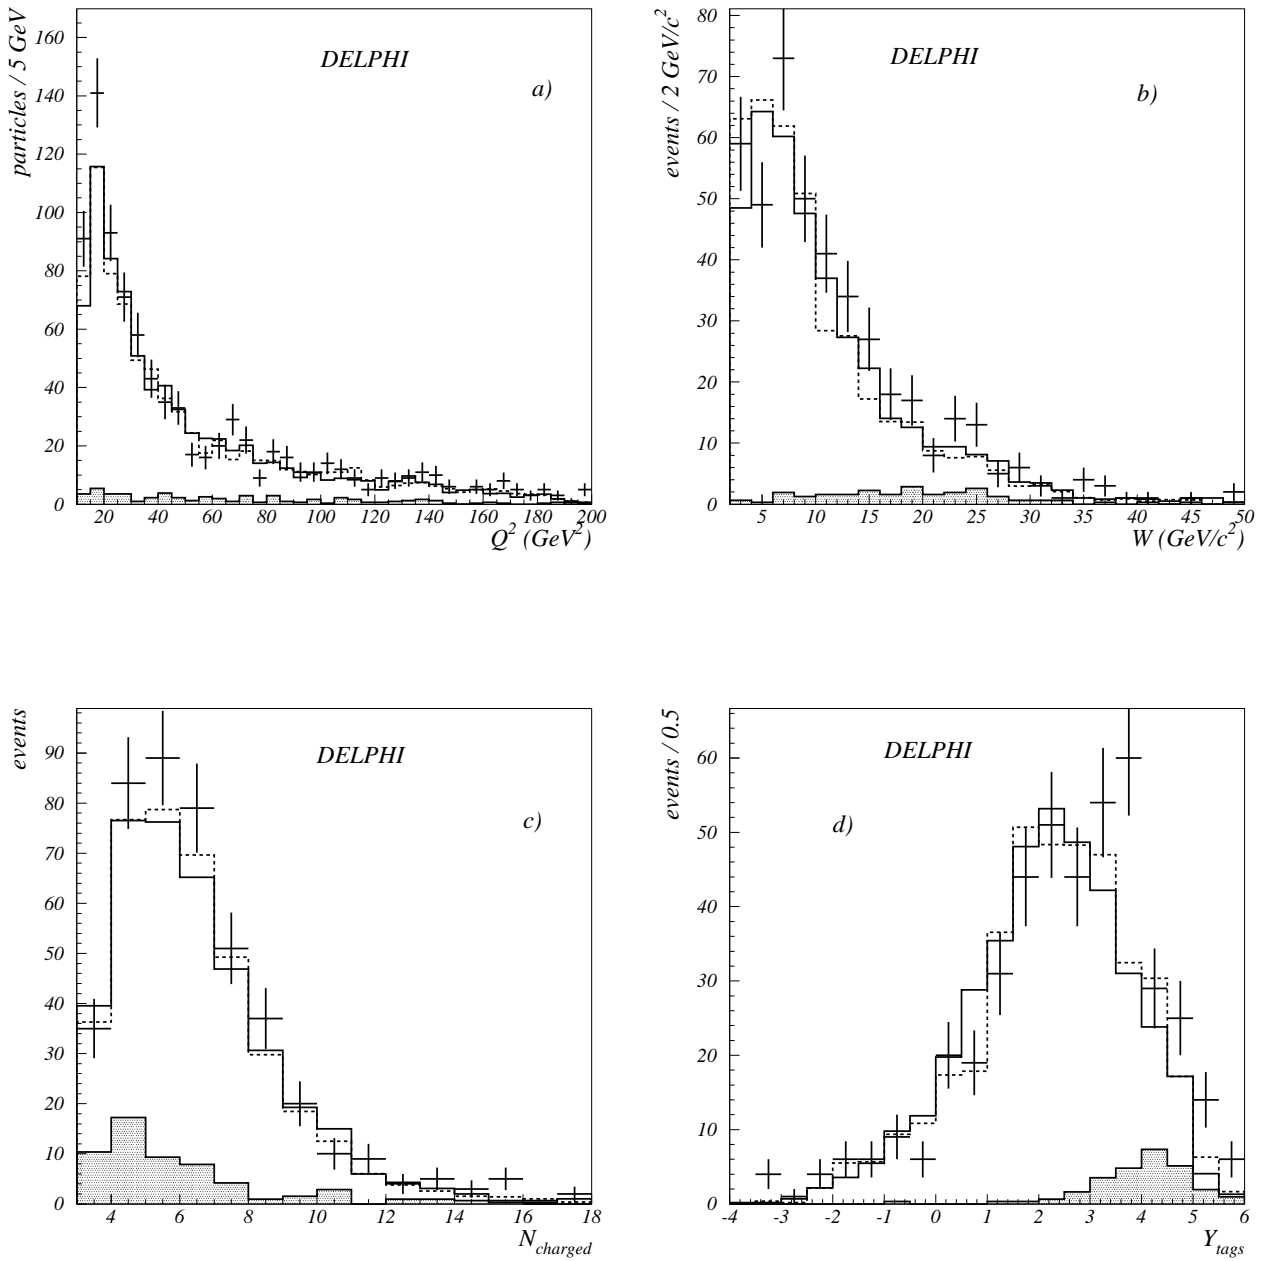 particles / 5 GeV
DELPHI
a)
160
140
120
100
80
60
40
20
0
20 40 60 80 100 120 140 160 180 200
Q² (GeV²)
events / 2 GeV/c²
DELPHI
b)
80
70
60
50
40
30
20
10
0
5 10 15 20 25 30 35 40 45 50
W (GeV/c²)
events
DELPHI
c)
90
80
70
60
50
40
30
20
10
0
4 6 8 10 12 14 16 18
N charged
events / 0.5
DELPHI
d)
60
50
40
30
20
10
0
-4 -3 -2 -1 0 1 2 3 4 5 6
Y tags